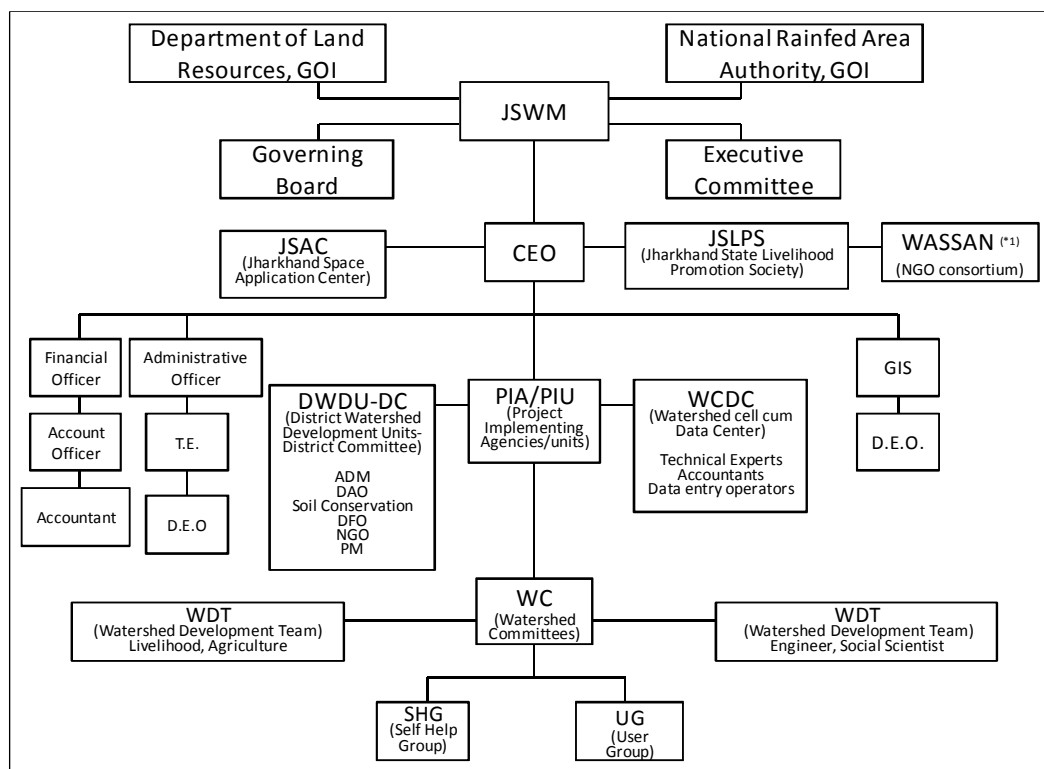 Department of Land
Resources, GOI
National Rainfed Area
Authority, GOI
JSWM
Governing
Board
Executive
Committee
JSAC
(Jharkhand Space
Application Center)
CEO
JSLPS
(Jharkhand State Livelihood
Promotion Society)
WASSAN (*1)
(NGO consortium)
Financial
Officer
Administrative
Officer
GIS
Account
Officer
T.E.
D.E.O.
Accountant
D.E.O
DWDU-DC
(District Watershed
Development Units-
District Committee)
ADM
DAO
Soil Conservation
DFO
NGO
PM
PIA/PIU
(Project
Implementing
Agencies/units)
WCDC
(Watershed cell cum
Data Center)
Technical Experts
Accountants
Data entry operators
WDT
(Watershed Development Team)
Livelihood, Agriculture
WC
(Watershed
Committees)
WDT
(Watershed Development Team)
Engineer, Social Scientist
SHG
(Self Help
Group)
UG
(User
Group)